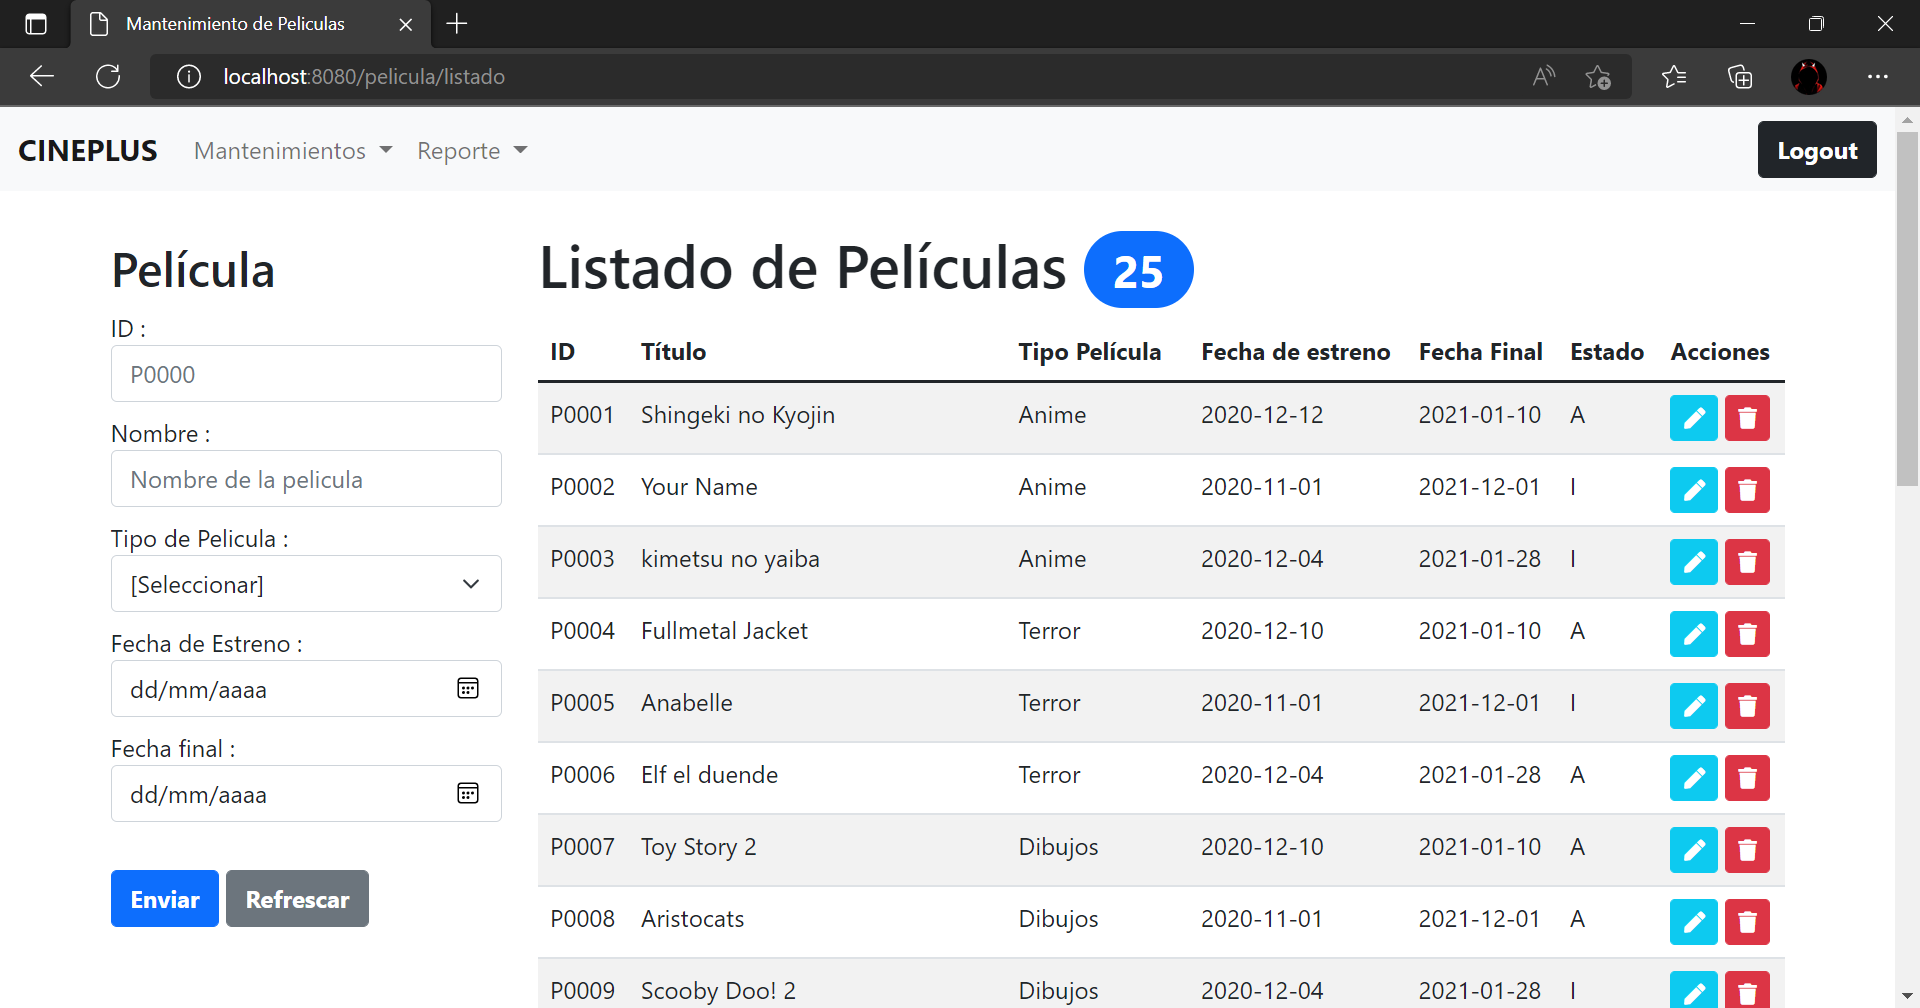 Mantenimiento de Peliculas
localhost:8080/pelicula/listado
CINEPLUS Mantenimientos Reporte Logout
Película
ID :
P0000
Nombre :
Nombre de la pelicula
Tipo de Pelicula :
[Seleccionar]
Fecha de Estreno :
dd/mm/aaaa
Fecha final :
dd/mm/aaaa
Enviar Refrescar
Listado de Películas 25
ID Título Tipo Película Fecha de estreno Fecha Final Estado Acciones
P0001 Shingeki no Kyojin Anime 2020-12-12 2021-01-10 A
P0002 Your Name Anime 2020-11-01 2021-12-01 I
P0003 kimetsu no yaiba Anime 2020-12-04 2021-01-28 I
P0004 Fullmetal Jacket Terror 2020-12-10 2021-01-10 A
P0005 Anabelle Terror 2020-11-01 2021-12-01 I
P0006 Elf el duende Terror 2020-12-04 2021-01-28 A
P0007 Toy Story 2 Dibujos 2020-12-10 2021-01-10 A
P0008 Aristocats Dibujos 2020-11-01 2021-12-01 A
P0009 Scooby Doo! 2 Dibujos 2020-12-04 2021-01-28 I